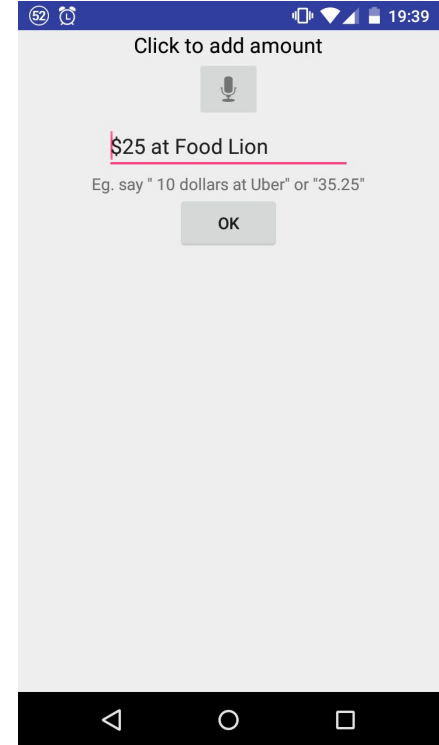 52 19:39
Click to add amount
$25 at Food Lion
Eg. say " 10 dollars at Uber" or "35.25"
OK